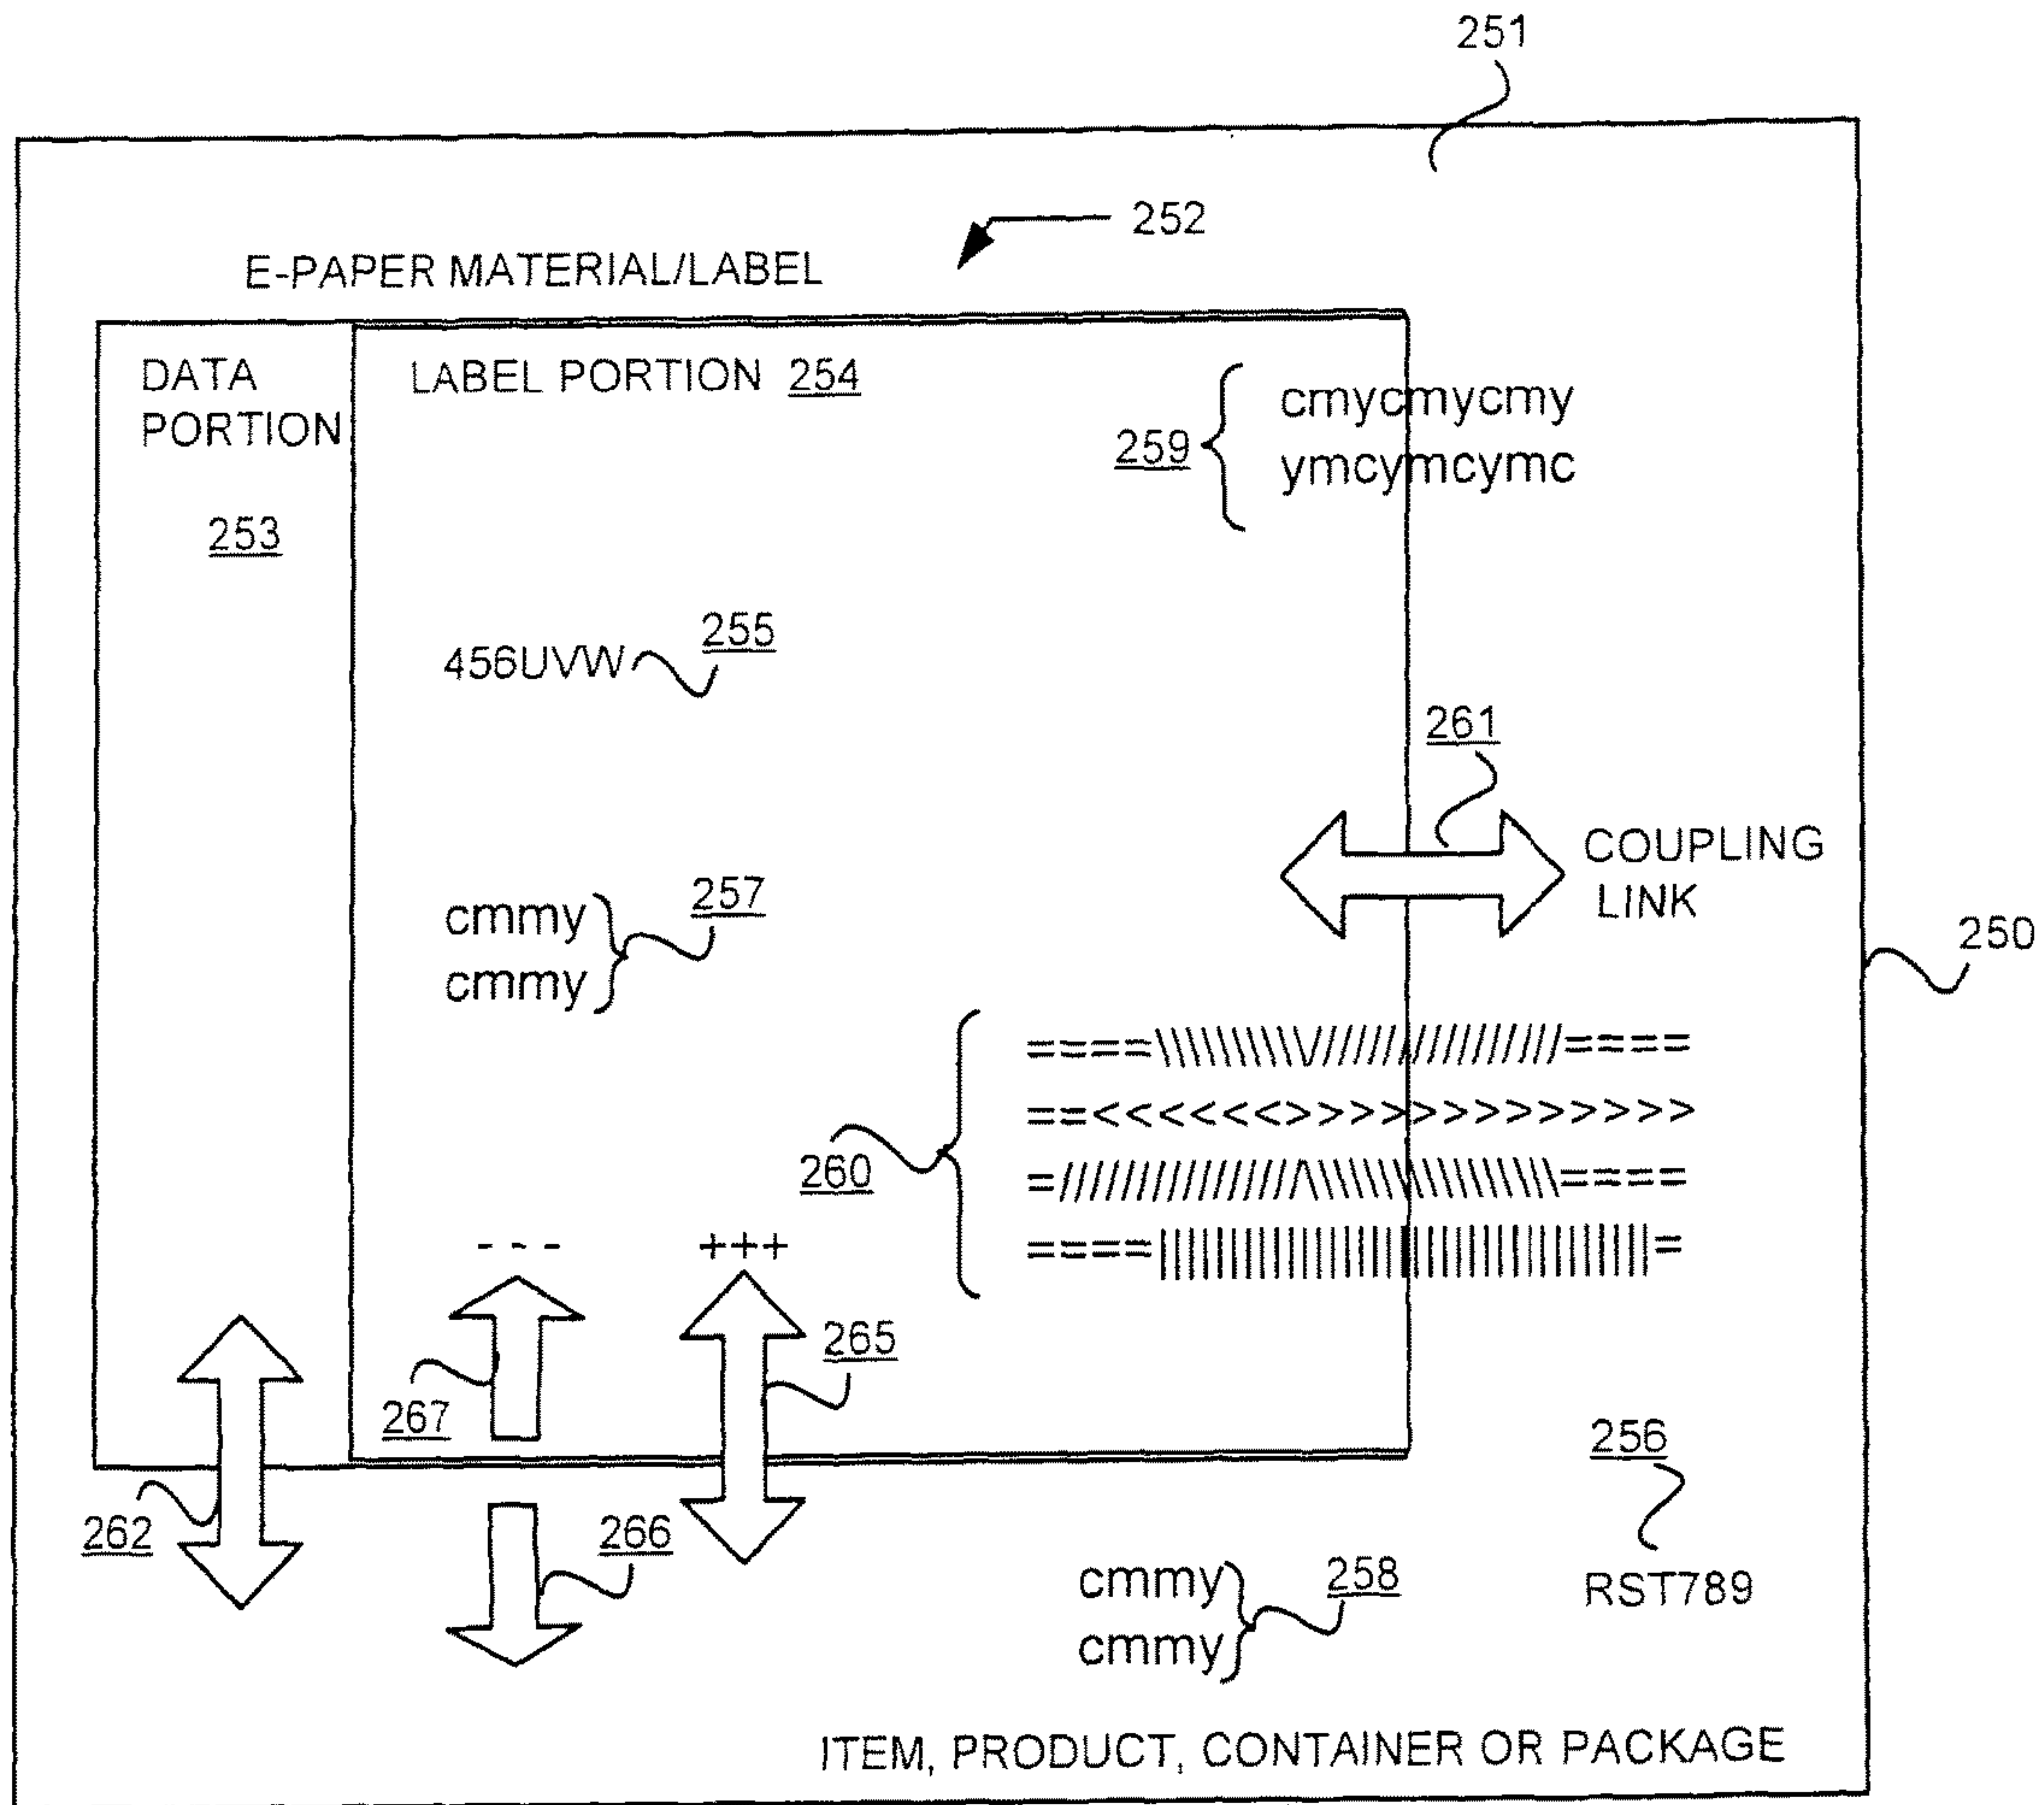 251
252
E-PAPER MATERIAL/LABEL
DATA
PORTION
253
LABEL PORTION 254
259
cmycmycmy
ymcymcymc
456UVW
255
261
COUPLING
LINK
250
cmmy
cmmy
257
260
====\\\\\\\\\\///////////////====
==<<<<<<>>>>>>>>>>>>>
=///////////////\\\\\\\\\\\\\\\\====
====|||||||||||||||||||||||||||||||||||=
- - -
+++
265
267
262
266
256
RST789
cmmy
cmmy
258
ITEM, PRODUCT, CONTAINER OR PACKAGE